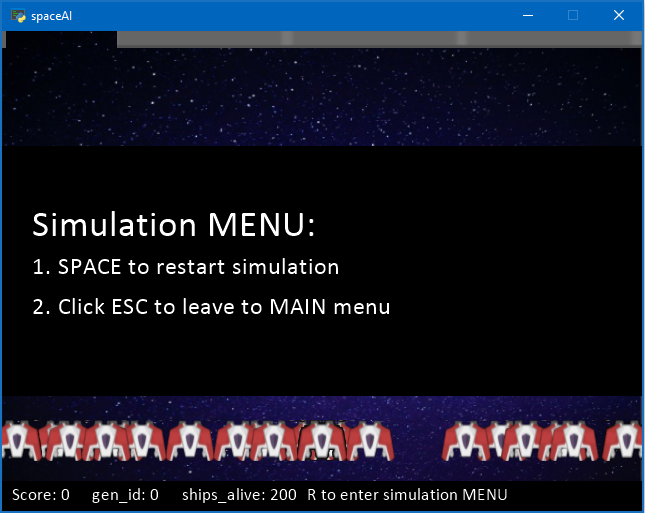 spaceAI
Simulation MENU:
1. SPACE to restart simulation
2. Click ESC to leave to MAIN menu
Score: 0 gen_id: 0 ships_alive: 200 R to enter simulation MENU